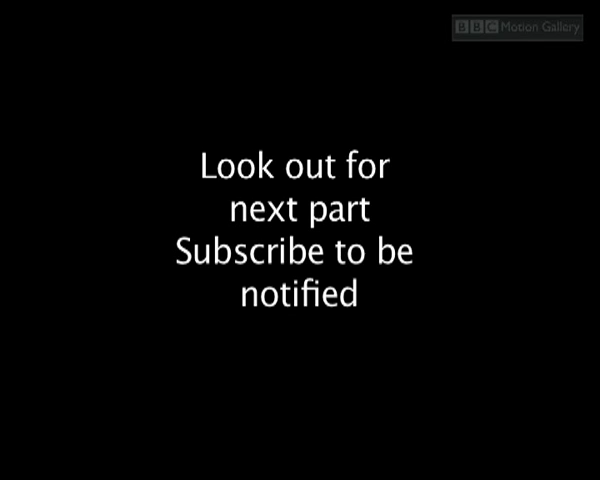 BBC Motion Gallery
Look out for
next part
Subscribe to be
notified